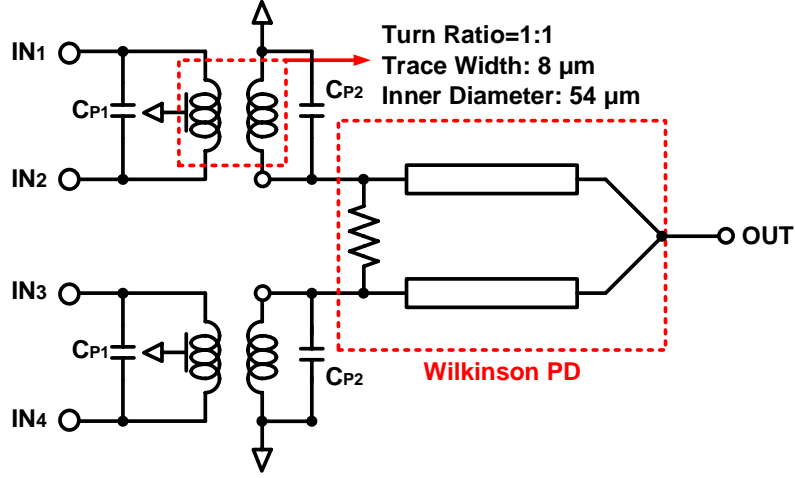 IN1
Turn Ratio=1:1
Trace Width: 8 μm
Inner Diameter: 54 μm
CP1
CP2
IN2
OUT
IN3
CP1
CP2
Wilkinson PD
IN4